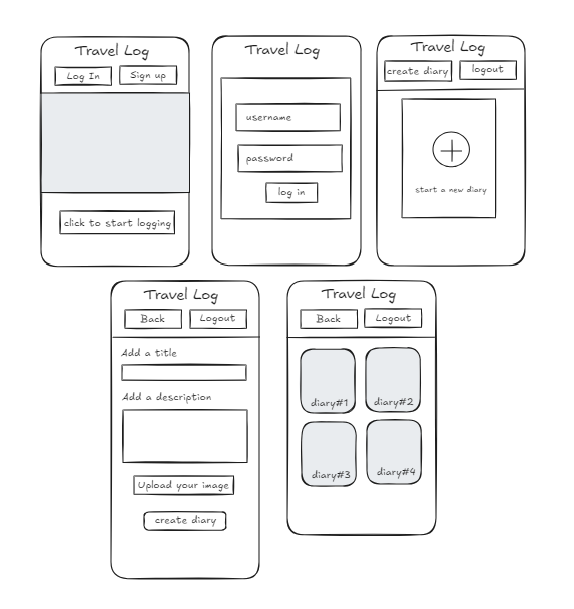 Travel Log
Log In
Sign up
click to start logging
Travel Log
username
password
log in
Travel Log
create diary
logout
start a new diary
Travel Log
Back
Logout
Add a title
Add a description
Upload your image
create diary
Travel Log
Back
Logout
diary#1
diary#2
diary#3
diary#4